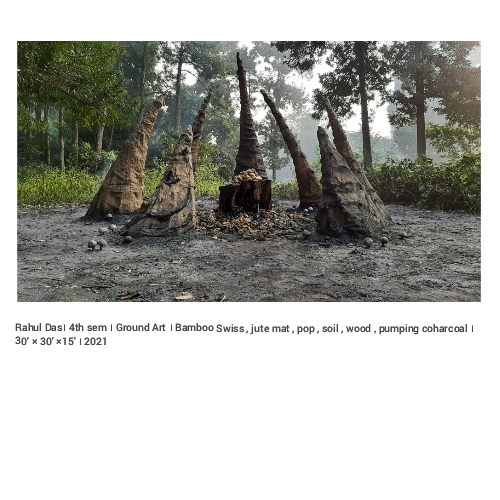 Rahul Das। 4th sem । Ground Art । Bamboo Swiss , jute mat , pop , soil , wood , pumping coharcoal ।
30' × 30' ×15' । 2021